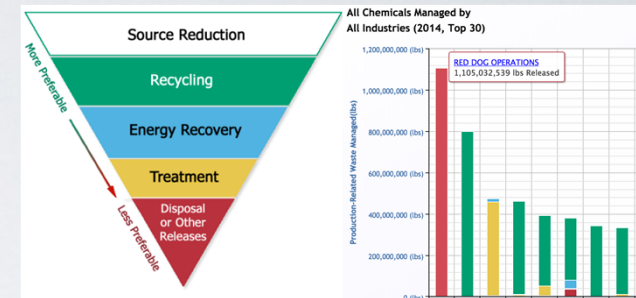 Source Reduction
Recycling
Energy Recovery
Treatment
Disposal
or Other
Releases
More Preferable
Less Preferable
All Chemicals Managed by
All Industries (2014, Top 30)
Production-Related Waste Managed(lbs)
1,200,000,000 (lbs)
1,000,000,000 (lbs)
800,000,000 (lbs)
600,000,000 (lbs)
400,000,000 (lbs)
200,000,000 (lbs)
0 (lbs)
RED DOG OPERATIONS
1,105,032,539 lbs Released